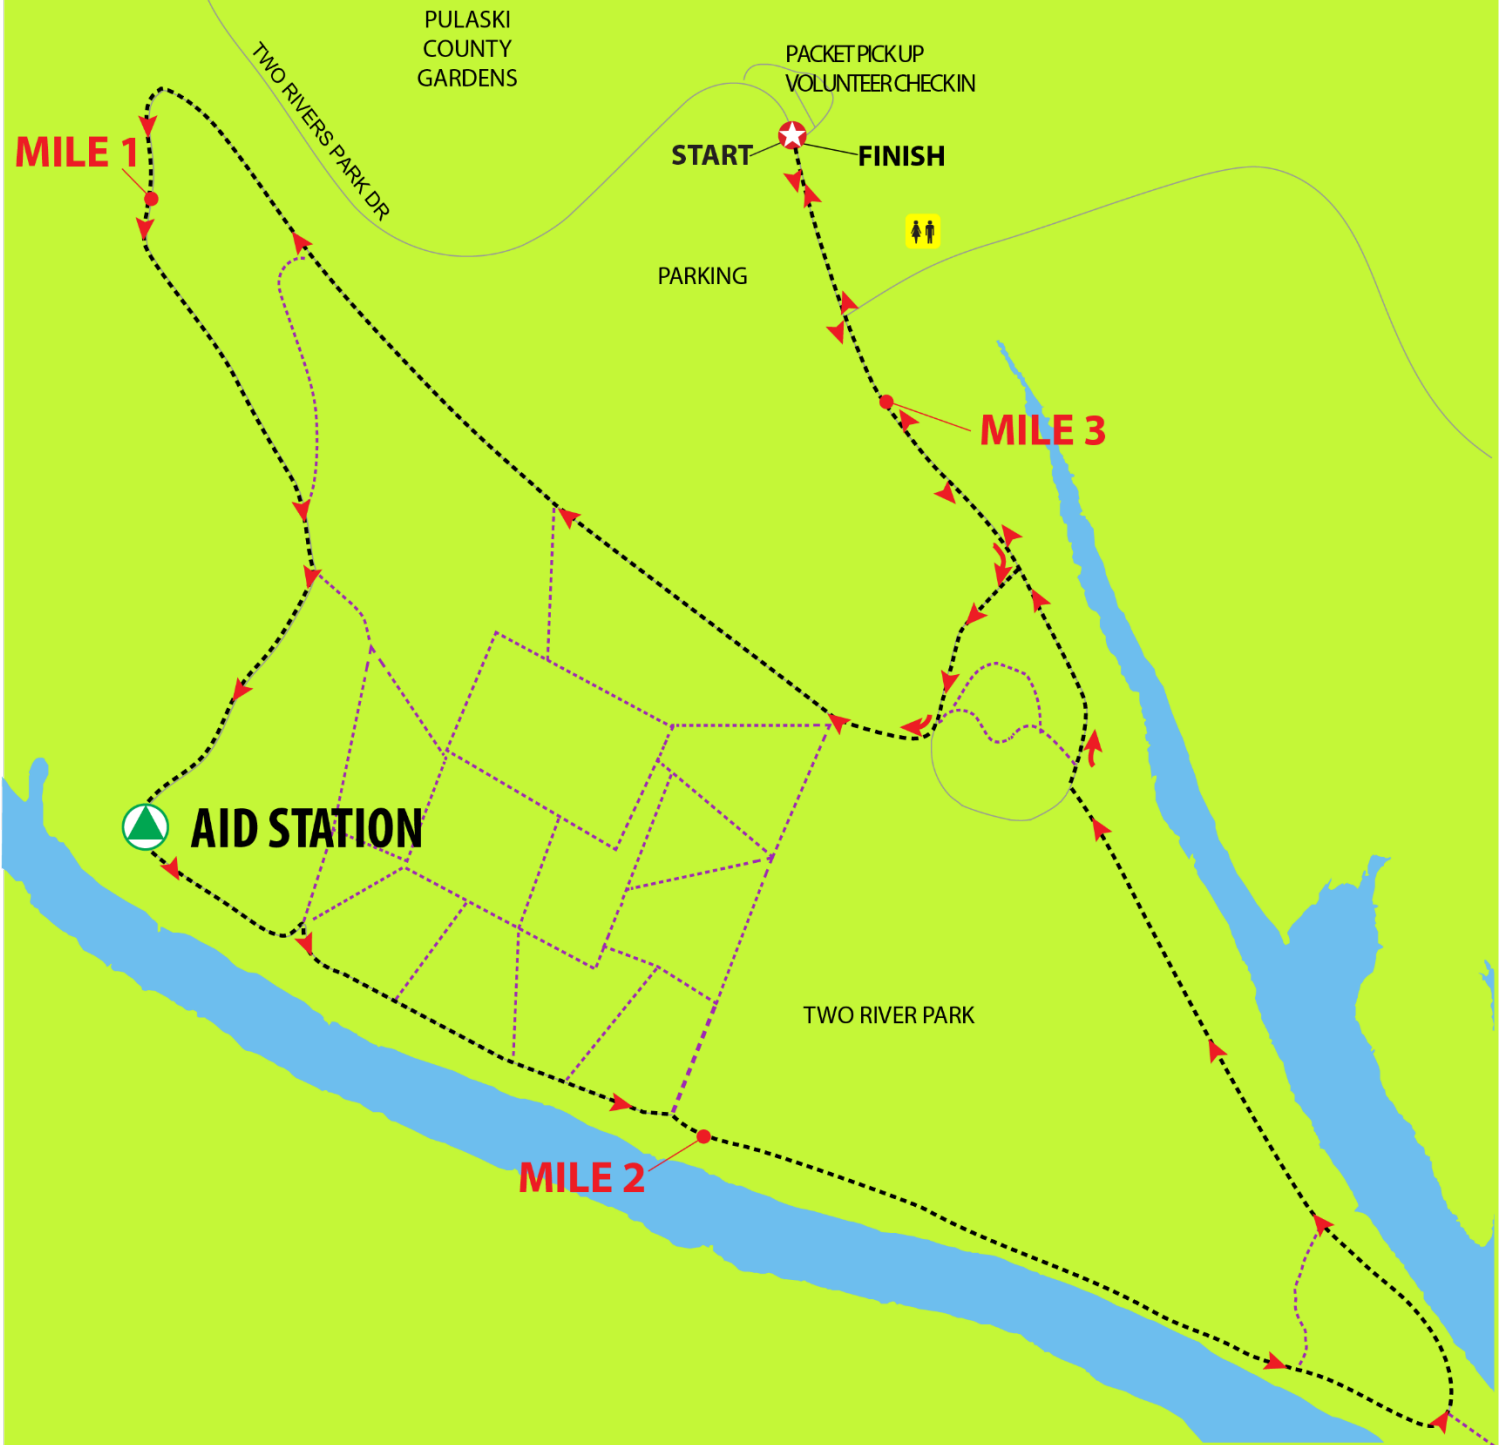 PULASKI
COUNTY
GARDENS
TWO RIVERS PARK DR
PACKET PICK UP
VOLUNTEER CHECK IN
MILE 1
START
FINISH
PARKING
MILE 3
AID STATION
TWO RIVER PARK
MILE 2